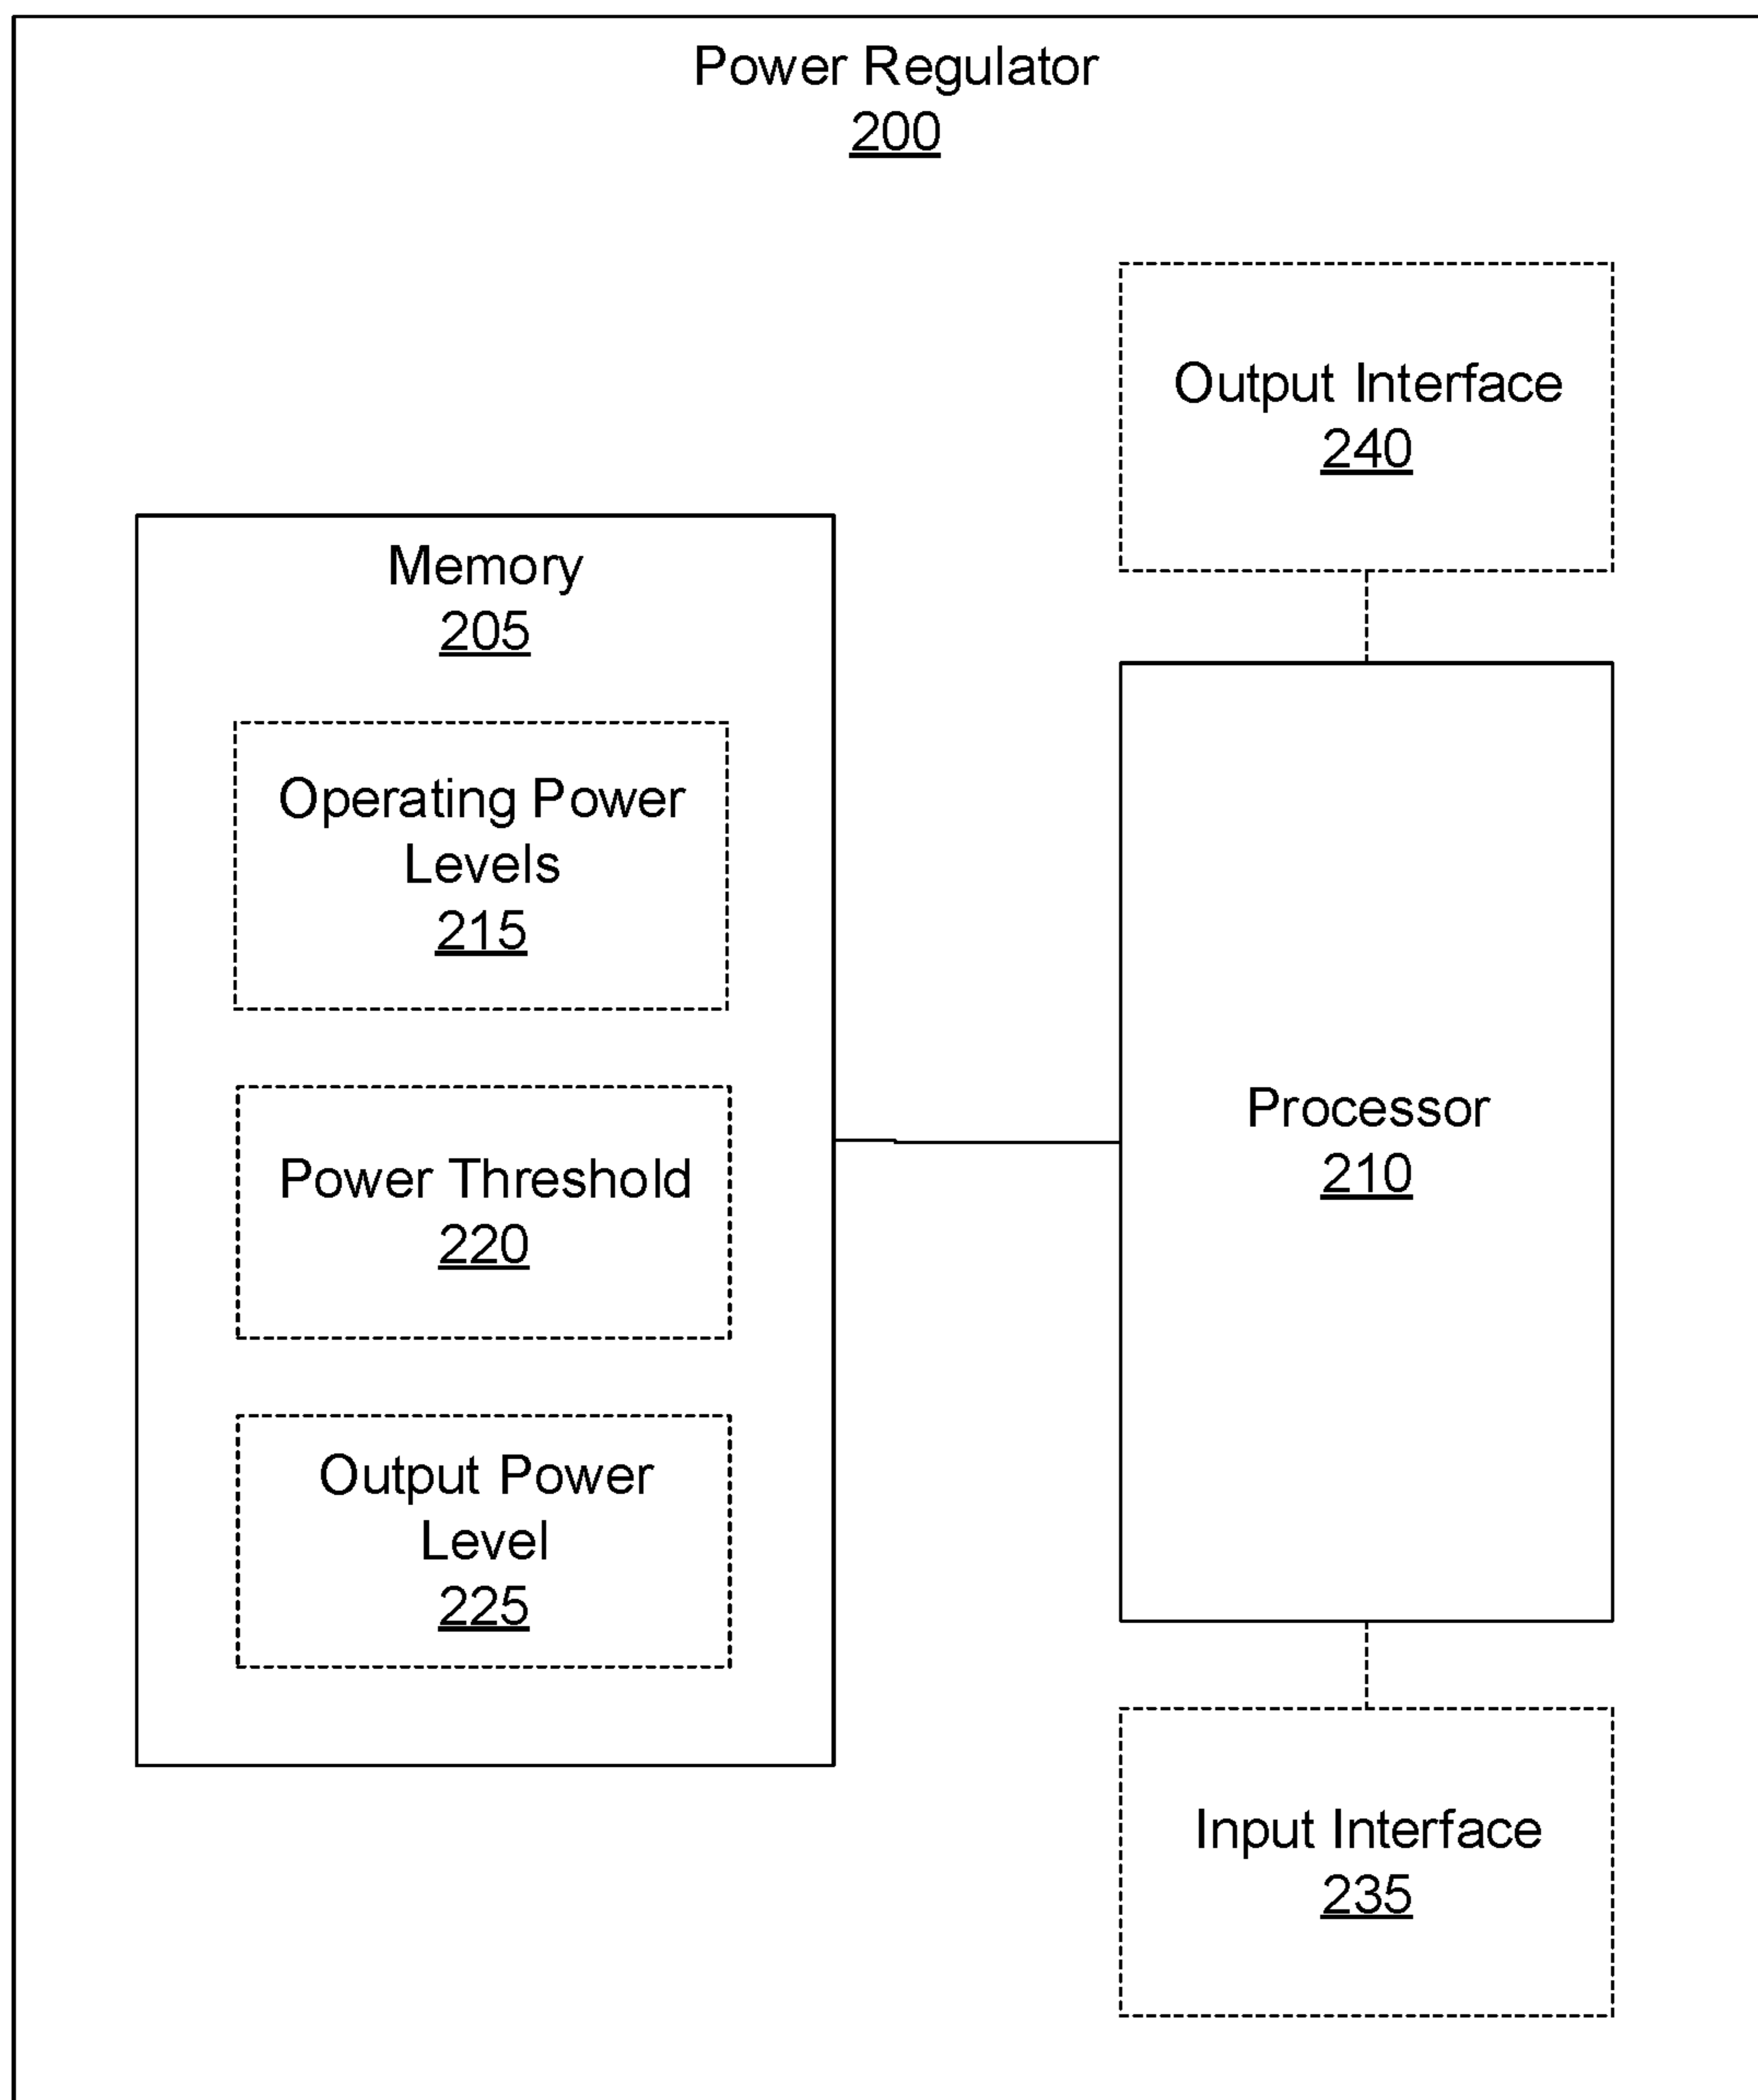 Power Regulator
200
Output Interface
240
Memory
205
Operating Power
Levels
215
Processor
210
Power Threshold
220
Output Power
Level
225
Input Interface
235